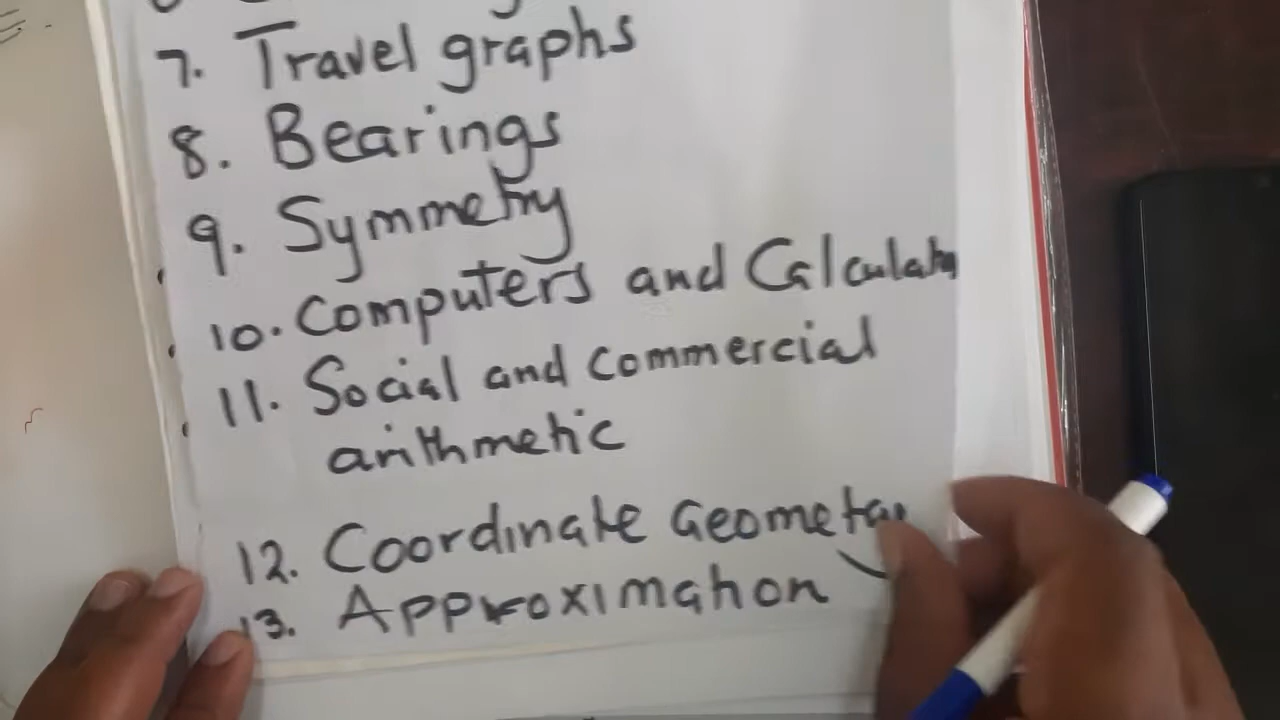 7. Travel graphs
8. Bearings
9. Symmetry
10. Computers and
11. Social and commercial
arithmetic
12. Coordinate Geometry
13. Approximation